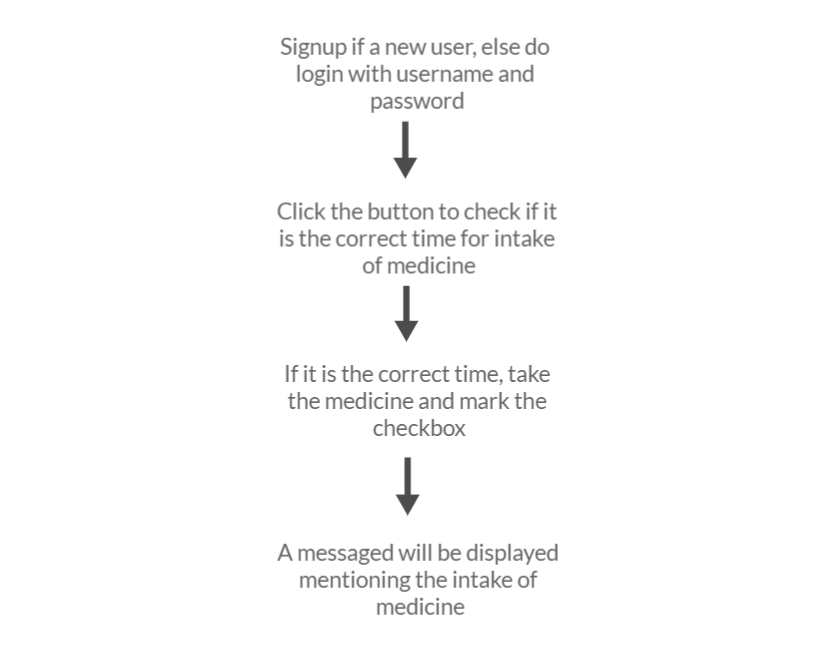 Signup if a new user, else do
login with username and
password
Click the button to check if it
is the correct time for intake
of medicine
If it is the correct time, take
the medicine and mark the
checkbox
A messaged will be displayed
mentioning the intake of
medicine